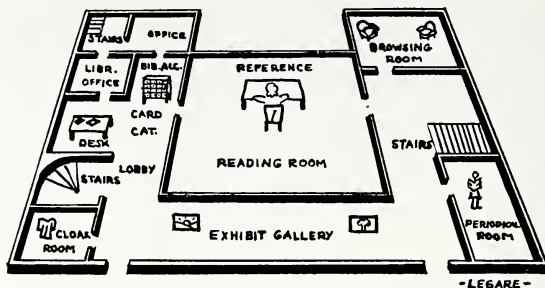 STAIRS
OFFICE
LIBR.
OFFICE
BIB. ALC.
CARD
CAT.
DESK
LOBBY
STAIRS
CLOAK
ROOM
REFERENCE
READING ROOM
EXHIBIT GALLERY
BROWSING
ROOM
STAIRS
PERIODICAL
ROOM
-LEGARE-